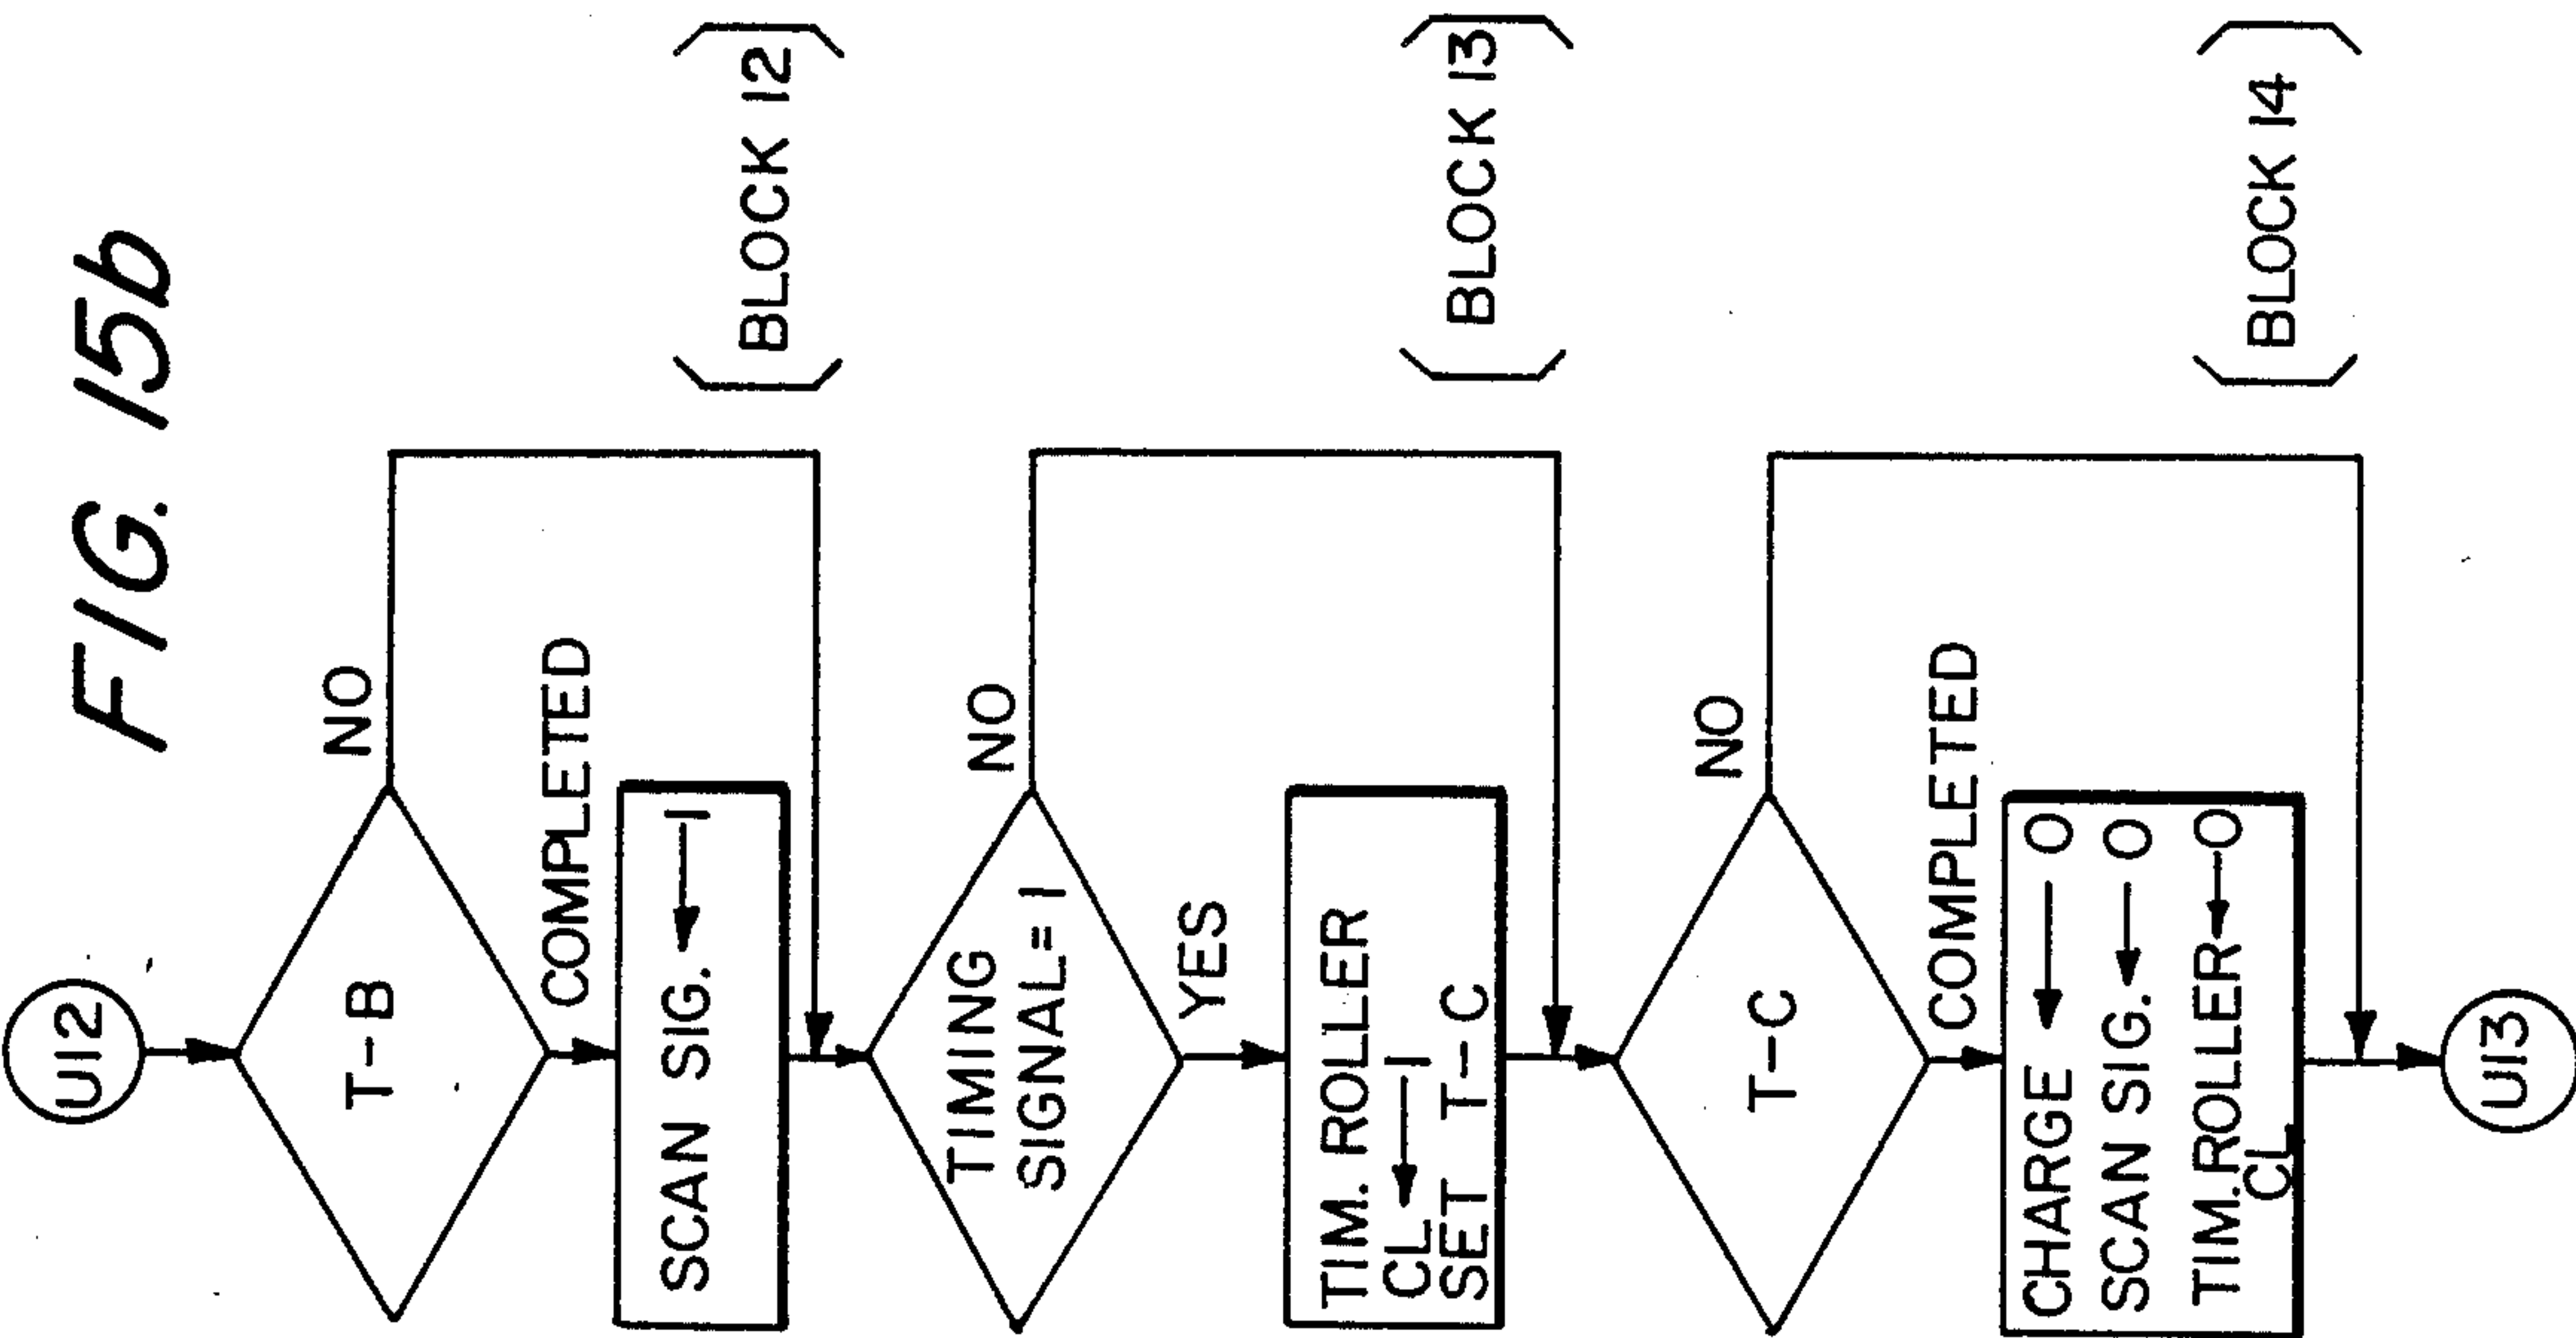 FIG. 15b
U12
T-B
NO
COMPLETED
SCAN SIG. ← 1
(BLOCK 12)
TIMING
SIGNAL = 1
NO
YES
TIM. ROLLER
CL ← 1
SET T-C
(BLOCK 13)
T-C
NO
COMPLETED
CHARGE ← 0
SCAN SIG. ← 0
TIM. ROLLER ← 0
CL
(BLOCK 14)
U13